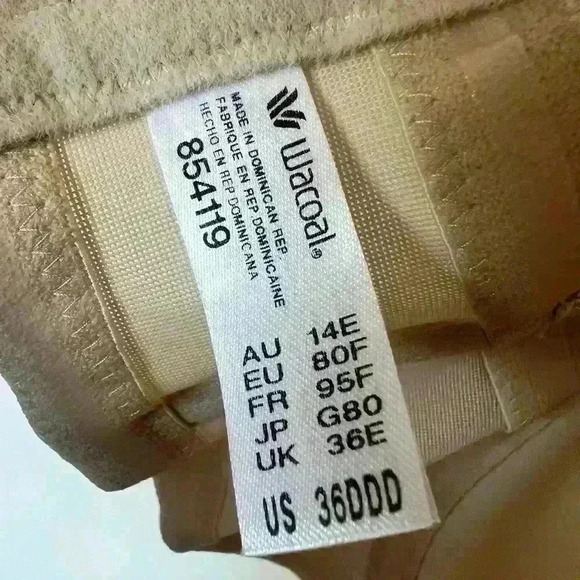 wacoal®
MADE IN DOMINICAN REP.
FABRIQUE EN REP. DOMINICAINE
HECHO EN REP. DOMINICANA
854119
AU 14E
EU 80F
FR 95F
JP G80
UK 36E
US 36DDD